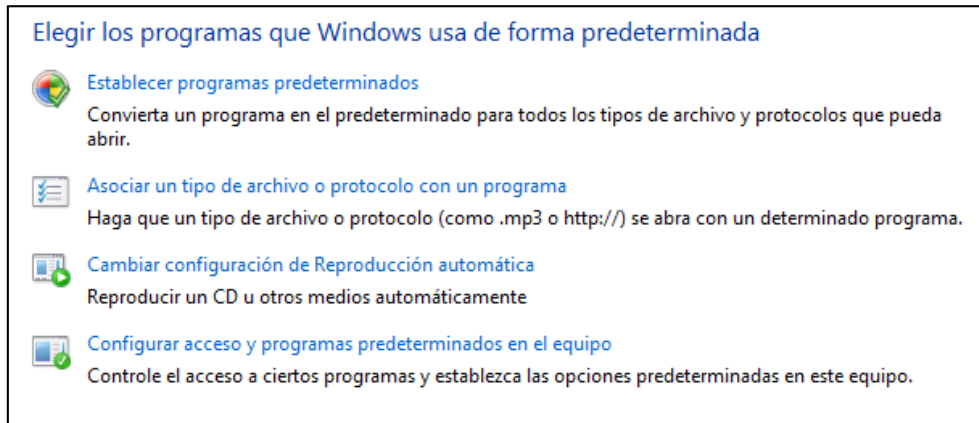 Elegir los programas que Windows usa de forma predeterminada
Establecer programas predeterminados
Convierta un programa en el predeterminado para todos los tipos de archivo y protocolos que pueda
abrir.
Asociar un tipo de archivo o protocolo con un programa
Haga que un tipo de archivo o protocolo (como .mp3 o http://) se abra con un determinado programa.
Cambiar configuración de Reproducción automática
Reproducir un CD u otros medios automáticamente
Configurar acceso y programas predeterminados en el equipo
Controle el acceso a ciertos programas y establezca las opciones predeterminadas en este equipo.